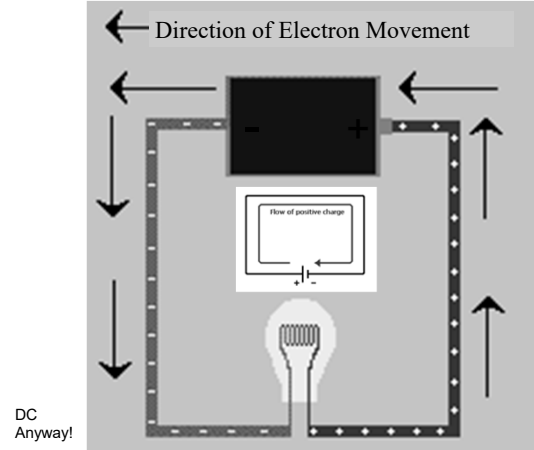 Direction of Electron Movement
- +
Flow of positive charge
+ -
DC
Anyway!